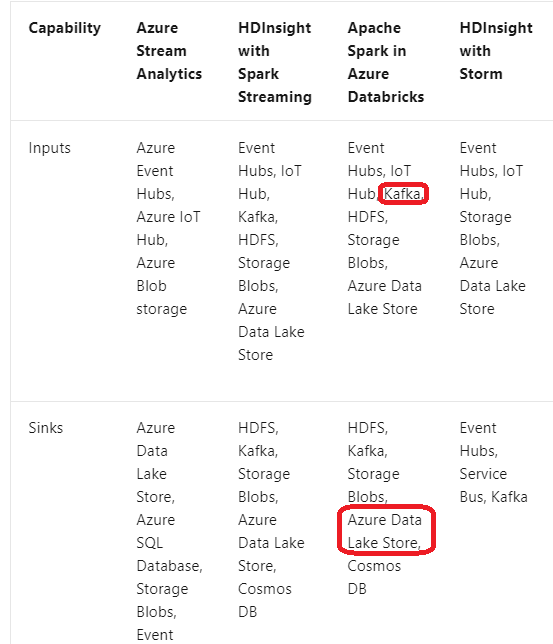 Capability
Azure
Stream
Analytics
HDInsight
with
Spark
Streaming
Apache
Spark in
Azure
Databricks
HDInsight
with
Storm
Inputs
Azure
Event
Hubs,
Azure IoT
Hub,
Azure
Blob
storage
Event
Hubs, IoT
Hub,
Kafka,
HDFS,
Storage
Blobs,
Azure
Data Lake
Store
Event
Hubs, IoT
Hub, Kafka,
HDFS,
Storage
Blobs,
Azure Data
Lake Store
Event
Hubs, IoT
Hub,
Storage
Blobs,
Azure
Data Lake
Store
Sinks
Azure
Data
Lake
Store,
Azure
SQL
Database,
Storage
Blobs,
Event
HDFS,
Kafka,
Storage
Blobs,
Azure
Data Lake
Store,
Cosmos
DB
HDFS,
Kafka,
Storage
Blobs,
Azure Data
Lake Store,
Cosmos
DB
Event
Hubs,
Service
Bus, Kafka